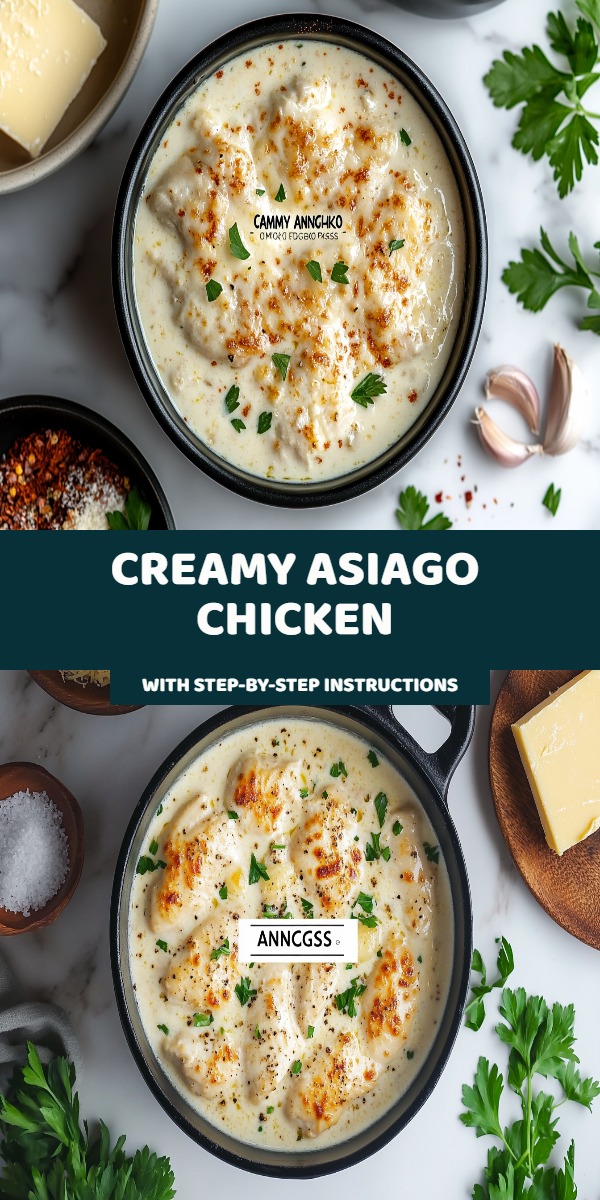 CAMMY ANNGHKO
CREAMY ASIAGO
CHICKEN
WITH STEP-BY-STEP INSTRUCTIONS
ANNCGSS